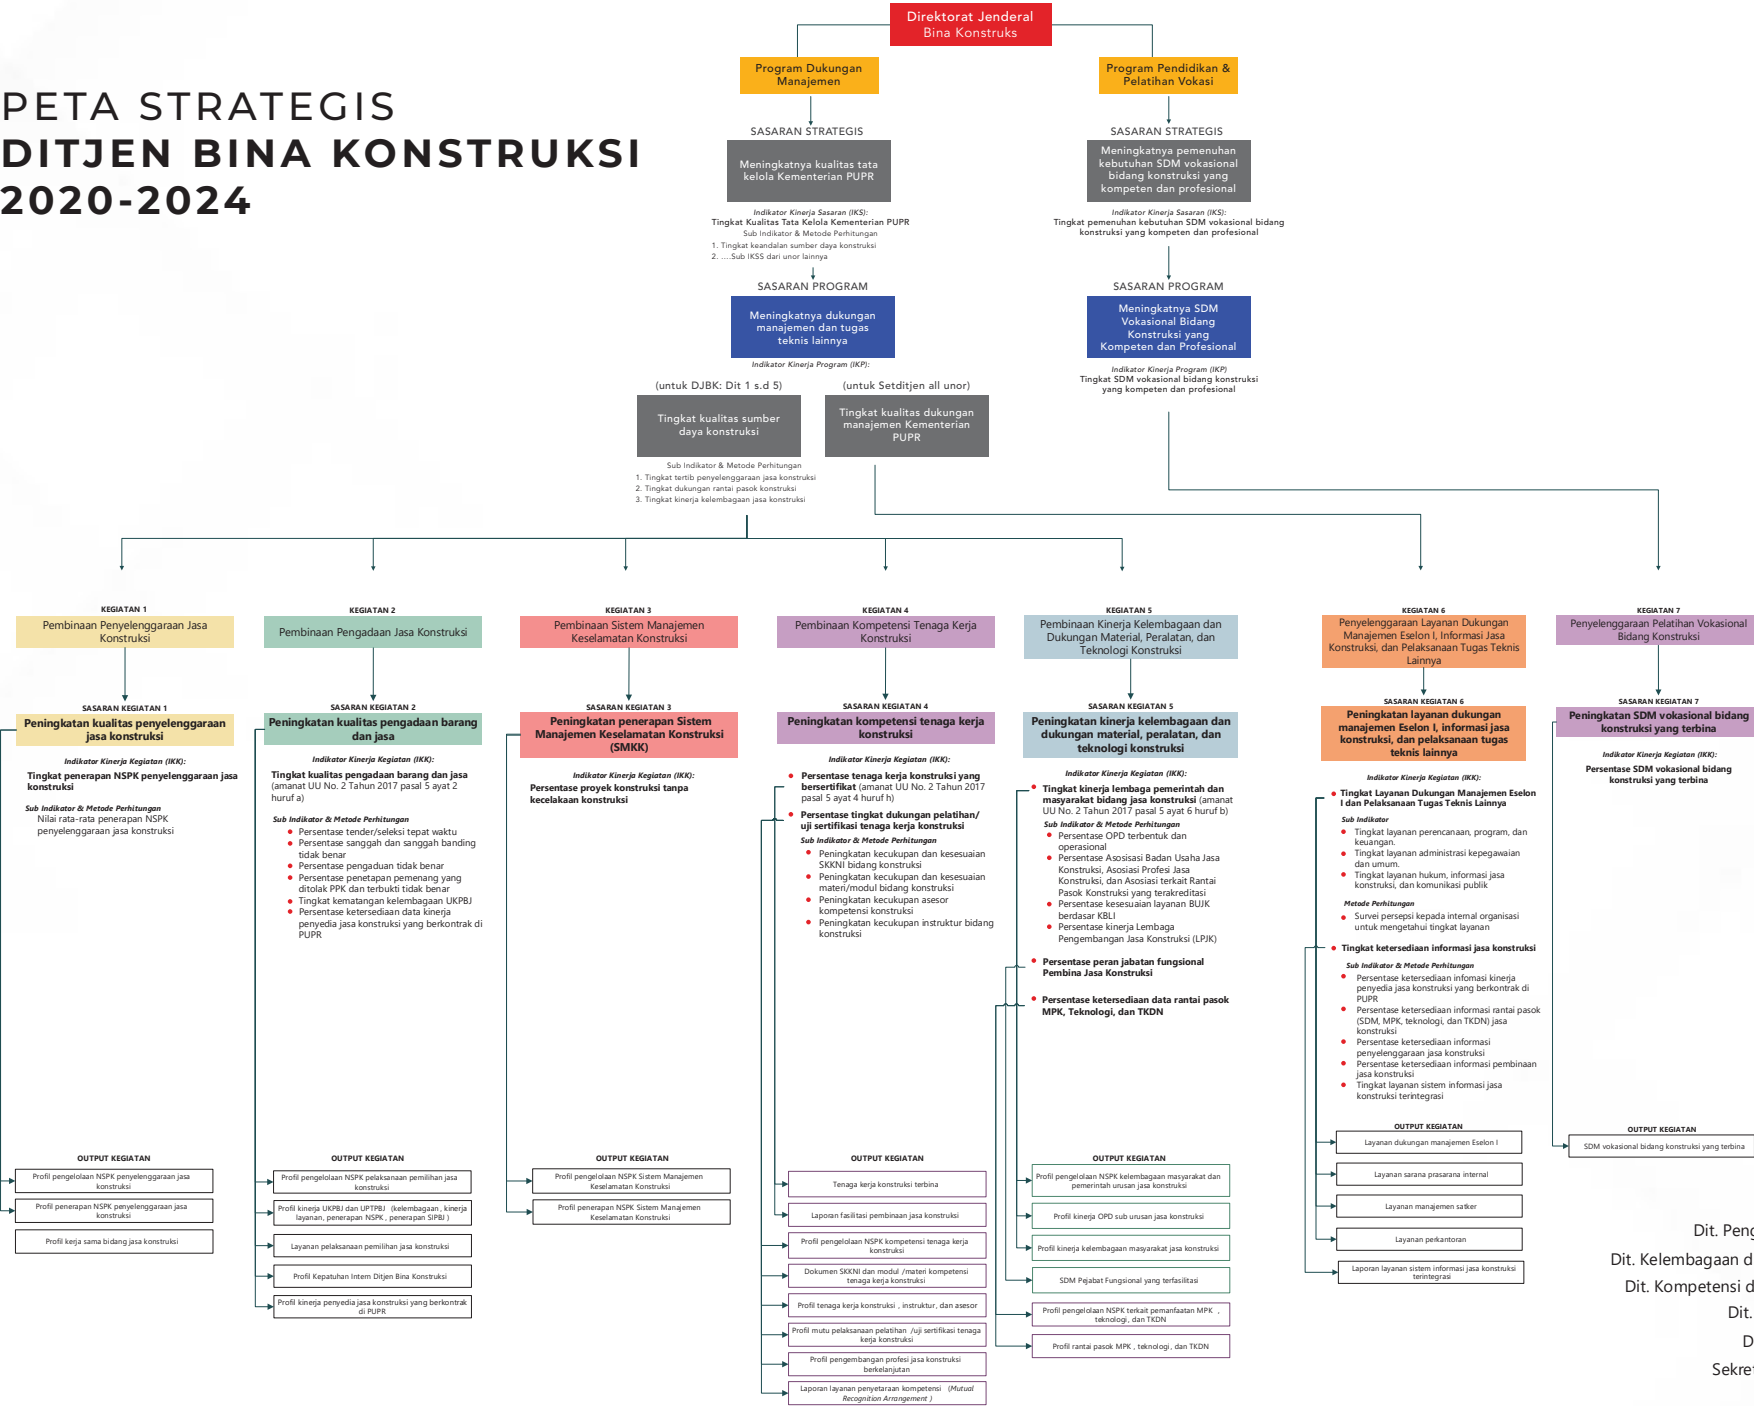 Direktorat Jenderal
Bina Konstruks
Program Dukungan
Manajemen
Program Pendidikan &
Pelatihan Vokasi
PETA STRATEGIS
DITJEN BINA KONSTRUKSI
2020-2024
SASARAN STRATEGIS
Meningkatnya kualitas tata
kelola Kementerian PUPR
Indikator Kinerja Sasaran (IKS):
Tingkat Kualitas Tata Kelola Kementerian PUPR
Sub Indikator & Metode Perhitungan
1. Tingkat keandalan sumber daya konstruksi
2. ....Sub IKSS dari unor lainnya
SASARAN PROGRAM
Meningkatnya dukungan
manajemen dan tugas
teknis lainnya
Indikator Kinerja Program (IKP):
(untuk DJBK: Dit 1 s.d 5)
Tingkat kualitas sumber
daya konstruksi
Sub Indikator & Metode Perhitungan
1. Tingkat tertib penyelenggaraan jasa konstruksi
2. Tingkat dukungan rantai pasok konstruksi
3. Tingkat kinerja kelembagaan jasa konstruksi
(untuk Setditjen all unor)
Tingkat kualitas dukungan
manajemen Kementerian
PUPR
SASARAN STRATEGIS
Meningkatnya pemenuhan
kebutuhan SDM vokasional
bidang konstruksi yang
kompeten dan profesional
Indikator Kinerja Sasaran (IKS):
Tingkat pemenuhan kebutuhan SDM vokasional bidang
konstruksi yang kompeten dan profesional
SASARAN PROGRAM
Meningkatnya SDM
Vokasional Bidang
Konstruksi yang
Kompeten dan Profesional
Indikator Kinerja Program (IKP)
Tingkat SDM vokasional bidang konstruksi
yang kompeten dan profesional
KEGIATAN 1
Pembinaan Penyelenggaraan Jasa
Konstruksi
SASARAN KEGIATAN 1
Peningkatan kualitas penyelenggaraan
jasa konstruksi
Indikator Kinerja Kegiatan (IKK):
Tingkat penerapan NSPK penyelenggaraan jasa
konstruksi
Sub Indikator & Metode Perhitungan
Nilai rata-rata penerapan NSPK
penyelenggaraan jasa konstruksi
OUTPUT KEGIATAN
Profil pengelolaan NSPK penyelenggaraan jasa
konstruksi
Profil penerapan NSPK penyelenggaraan jasa
konstruksi
Profil kerja sama bidang jasa konstruksi
KEGIATAN 2
Pembinaan Pengadaan Jasa Konstruksi
SASARAN KEGIATAN 2
Peningkatan kualitas pengadaan barang
dan jasa
Indikator Kinerja Kegiatan (IKK):
Tingkat kualitas pengadaan barang dan jasa
(amanat UU No. 2 Tahun 2017 pasal 5 ayat 2
huruf a)
Sub Indikator & Metode Perhitungan
• Persentase tender/seleksi tepat waktu
• Persentase sanggah dan sanggah banding
tidak benar
• Persentase pengaduan tidak benar
• Persentase penetapan pemenang yang
ditolak PPK dan terbukti tidak benar
• Tingkat kematangan kelembagaan UKPBJ
• Persentase ketersediaan data kinerja
penyedia jasa konstruksi yang berkontrak di
PUPR
OUTPUT KEGIATAN
Profil pengelolaan NSPK pelaksanaan pemilihan jasa
konstruksi
Profil kinerja UKPBJ dan UPTPBJ (kelembagaan , kinerja
layanan, penerapan NSPK , penerapan SIPBJ )
Layanan pelaksanaan pemilihan jasa konstruksi
Profil Kepatuhan Intern Ditjen Bina Konstruksi
Profil kinerja penyedia jasa konstruksi yang berkontrak
di PUPR
KEGIATAN 3
Pembinaan Sistem Manajemen
Keselamatan Konstruksi
SASARAN KEGIATAN 3
Peningkatan penerapan Sistem
Manajemen Keselamatan Konstruksi
(SMKK)
Indikator Kinerja Kegiatan (IKK):
Persentase proyek konstruksi tanpa
kecelakaan konstruksi
OUTPUT KEGIATAN
Profil pengelolaan NSPK Sistem Manajemen
Keselamatan Konstruksi
Profil penerapan NSPK Sistem Manajemen
Keselamatan Konstruksi
KEGIATAN 4
Pembinaan Kompetensi Tenaga Kerja
Konstruksi
SASARAN KEGIATAN 4
Peningkatan kompetensi tenaga kerja
konstruksi
Indikator Kinerja Kegiatan (IKK):
• Persentase tenaga kerja konstruksi yang
bersertifikat (amanat UU No. 2 Tahun 2017
pasal 5 ayat 4 huruf h)
• Persentase tingkat dukungan pelatihan/
uji sertifikasi tenaga kerja konstruksi
Sub Indikator & Metode Perhitungan
• Peningkatan kecukupan dan kesesuaian
SKKNI bidang konstruksi
• Peningkatan kecukupan dan kesesuaian
materi/modul bidang konstruksi
• Peningkatan kecukupan asesor
kompetensi konstruksi
• Peningkatan kecukupan instruktur bidang
konstruksi
OUTPUT KEGIATAN
Tenaga kerja konstruksi terbina
Laporan fasilitasi pembinaan jasa konstruksi
Profil pengelolaan NSPK kompetensi tenaga kerja
konstruksi
Dokumen SKKNI dan modul /materi kompetensi
tenaga kerja konstruksi
Profil tenaga kerja konstruksi , instruktur, dan asesor
Profil mutu pelaksanaan pelatihan /uji sertifikasi tenaga
kerja konstruksi
Profil pengembangan profesi jasa konstruksi
berkelanjutan
Laporan layanan penyetaraan kompetensi (Mutual
Recognition Arrangement )
KEGIATAN 5
Pembinaan Kinerja Kelembagaan dan
Dukungan Material, Peralatan, dan
Teknologi Konstruksi
SASARAN KEGIATAN 5
Peningkatan kinerja kelembagaan dan
dukungan material, peralatan, dan
teknologi konstruksi
Indikator Kinerja Kegiatan (IKK):
• Tingkat kinerja lembaga pemerintah dan
masyarakat bidang jasa konstruksi (amanat
UU No. 2 Tahun 2017 pasal 5 ayat 6 huruf b)
Sub Indikator & Metode Perhitungan
• Persentase OPD terbentuk dan
operasional
• Persentase Asosisasi Badan Usaha Jasa
Konstruksi, Asosiasi Profesi Jasa
Konstruksi, dan Asosiasi terkait Rantai
Pasok Konstruksi yang terakreditasi
• Persentase kesesuaian layanan BUJK
berdasar KBLI
• Persentase kinerja Lembaga
Pengembangan Jasa Konstruksi (LPJK)
• Persentase peran jabatan fungsional
Pembina Jasa Konstruksi
• Persentase ketersediaan data rantai pasok
MPK, Teknologi, dan TKDN
OUTPUT KEGIATAN
Profil pengelolaan NSPK kelembagaan masyarakat dan
pemerintah urusan jasa konstruksi
Profil kinerja OPD sub urusan jasa konstruksi
Profil kinerja kelembagaan masyarakat jasa konstruksi
SDM Pejabat Fungsional yang terfasilitasi
Profil pengelolaan NSPK terkait pemanfaatan MPK ,
teknologi, dan TKDN
Profil rantai pasok MPK , teknologi, dan TKDN
KEGIATAN 6
Penyelenggaraan Layanan Dukungan
Manajemen Eselon I, Informasi Jasa
Konstruksi, dan Pelaksanaan Tugas Teknis
Lainnya
SASARAN KEGIATAN 6
Peningkatan layanan dukungan
manajemen Eselon I, informasi jasa
konstruksi, dan pelaksanaan tugas
teknis lainnya
Indikator Kinerja Kegiatan (IKK):
• Tingkat Layanan Dukungan Manajemen Eselon
I dan Pelaksanaan Tugas Teknis Lainnya
Sub Indikator
• Tingkat layanan perencanaan, program, dan
keuangan.
• Tingkat layanan administrasi kepegawaian
dan umum.
• Tingkat layanan hukum, informasi jasa
konstruksi, dan komunikasi publik
Metode Perhitungan
• Survei persepsi kepada internal organisasi
untuk mengetahui tingkat layanan
• Tingkat ketersediaan informasi jasa konstruksi
Sub Indikator & Metode Perhitungan
• Persentase ketersediaan infomasi kinerja
penyedia jasa konstruksi yang berkontrak di
PUPR
• Persentase ketersediaan informasi rantai pasok
(SDM, MPK, teknologi, dan TKDN) jasa
konstruksi
• Persentase ketersediaan informasi
penyelenggaraan jasa konstruksi
• Persentase ketersediaan informasi pembinaan
jasa konstruksi
• Tingkat layanan sistem informasi jasa
konstruksi terintegrasi
OUTPUT KEGIATAN
Layanan dukungan manajemen Eselon I
Layanan sarana prasarana internal
Layanan manajemen satker
Layanan perkantoran
Laporan layanan sistem informasi jasa konstruksi
terintegrasi
KEGIATAN 7
Penyelenggaraan Pelatihan Vokasional
Bidang Konstruksi
SASARAN KEGIATAN 7
Peningkatan SDM vokasional bidang
konstruksi yang terbina
Indikator Kinerja Kegiatan (IKK):
Persentase SDM vokasional bidang
konstruksi yang terbina
OUTPUT KEGIATAN
SDM vokasional bidang konstruksi yang terbina
Dit. Peng
Dit. Kelembagaan d
Dit. Kompetensi d
Dit.
D
Sekret